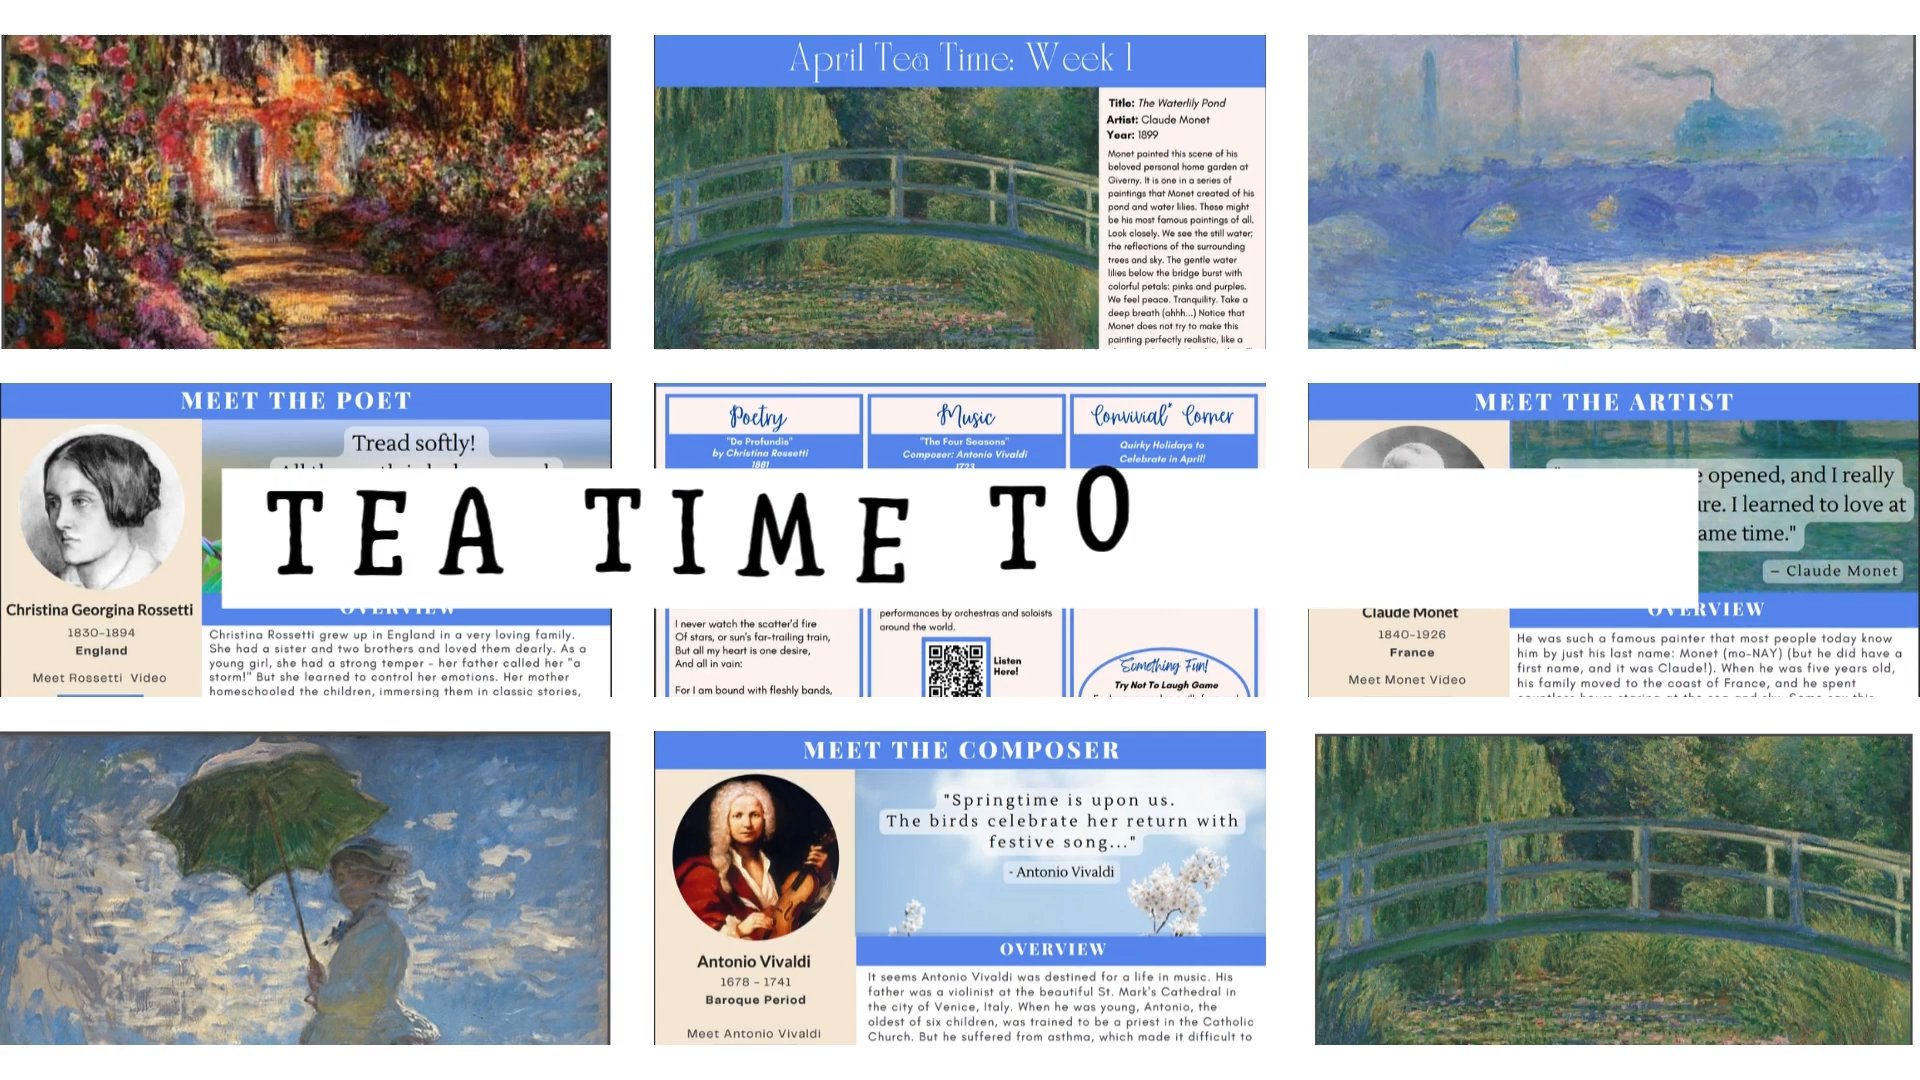 April Tea Time: Week 1
Title: The Waterlily Pond
Artist: Claude Monet
Year: 1899
Monet painted this scene of his
beloved personal home garden at
Giverny. It is one in a series of
paintings that Monet created of his
pond and water lilies. These might
be his most famous paintings of all.
Look closely. We see the still water;
the reflections of the surrounding
trees and sky. The gentle water
lilies below the bridge burst with
colorful petals: pinks and purples.
We feel peace. Tranquility. Take a
deep breath (ahhh...) Notice that
Monet does not try to make this
painting perfectly realistic, like a
MEET THE POET
Tread softly!
Christina Georgina Rossetti
1830-1894
England
Meet Rossetti Video
OVERVIEW
Christina Rossetti grew up in England in a very loving family.
She had a sister and two brothers and loved them dearly. As a
young girl, she had a strong temper - her father called her "a
storm!" But she learned to control her emotions. Her mother
homeschooled the children, immersing them in classic stories,
TEA TIME TO
Poetry
"De Profundis"
by Christina Rossetti
1881
I never watch the scatter'd fire
Of stars, or sun's far-trailing train,
But all my heart is one desire,
And all in vain:
For I am bound with fleshly bands,
Music
"The Four Seasons"
Composer: Antonio Vivaldi
1723
performances by orchestras and soloists
around the world.
Listen
Here!
Convivial* Corner
Quirky Holidays to
Celebrate in April!
Something Fun!
Try Not To Laugh Game
MEET THE ARTIST
e opened, and I really
ure. I learned to love at
ame time."
– Claude Monet
Claude Monet
1840-1926
France
Meet Monet Video
OVERVIEW
He was such a famous painter that most people today know
him by just his last name: Monet (mo-NAY) (but he did have a
first name, and it was Claude!). When he was five years old,
his family moved to the coast of France, and he spent
MEET THE COMPOSER
"Springtime is upon us.
The birds celebrate her return with
festive song..."
- Antonio Vivaldi
Antonio Vivaldi
1678 - 1741
Baroque Period
Meet Antonio Vivaldi
OVERVIEW
It seems Antonio Vivaldi was destined for a life in music. His
father was a violinist at the beautiful St. Mark's Cathedral in
the city of Venice, Italy. When he was young, Antonio, the
oldest of six children, was trained to be a priest in the Catholic
Church. But he suffered from asthma, which made it difficult to